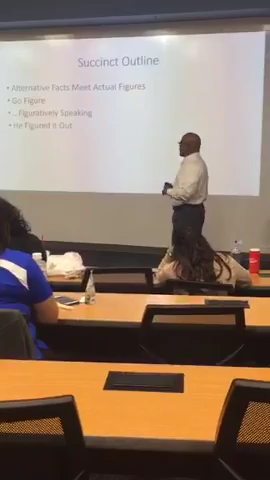 Succinct Outline
• Alternative Facts Meet Actual Figures
• Go Figure
• ...Figuratively Speaking
• He Figured It Out